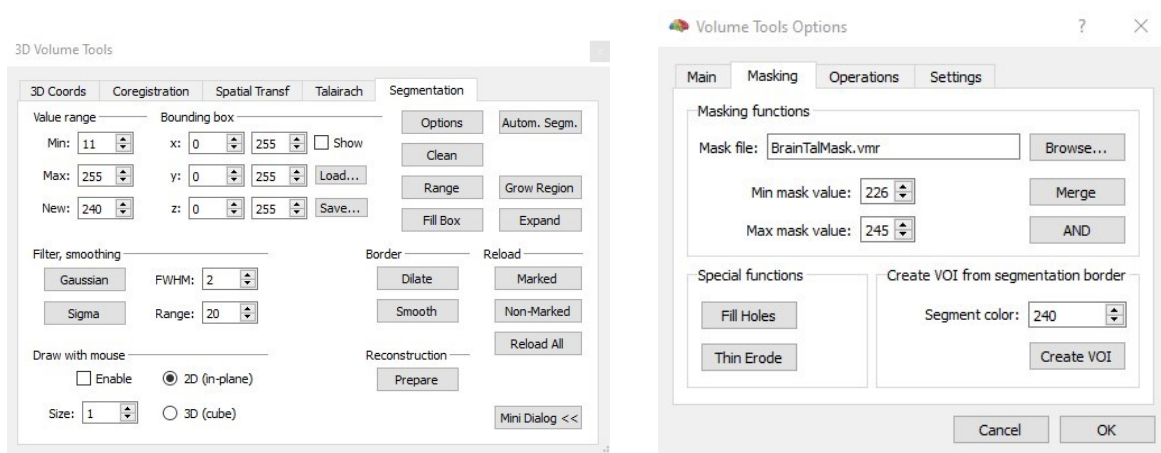 3D Volume Tools
3D Coords Coregistration Spatial Transf Talairach Segmentation
Value range Bounding box
Min: 11 x: 0 255 Show
Max: 255 y: 0 255 Load...
New: 240 z: 0 255 Save...
Options Autom. Segm.
Clean
Range Grow Region
Fill Box Expand
Filter, smoothing
Gaussian FWHM: 2
Sigma Range: 20
Border Reload
Dilate Marked
Smooth Non-Marked
Reload All
Draw with mouse
Enable 2D (in-plane)
Size: 1 3D (cube)
Reconstruction
Prepare
Mini Dialog <<
Volume Tools Options ?
Main Masking Operations Settings
Masking functions
Mask file: BrainTalMask.vmr Browse...
Min mask value: 226 Merge
Max mask value: 245 AND
Special functions
Fill Holes
Thin Erode
Create VOI from segmentation border
Segment color: 240
Create VOI
Cancel OK